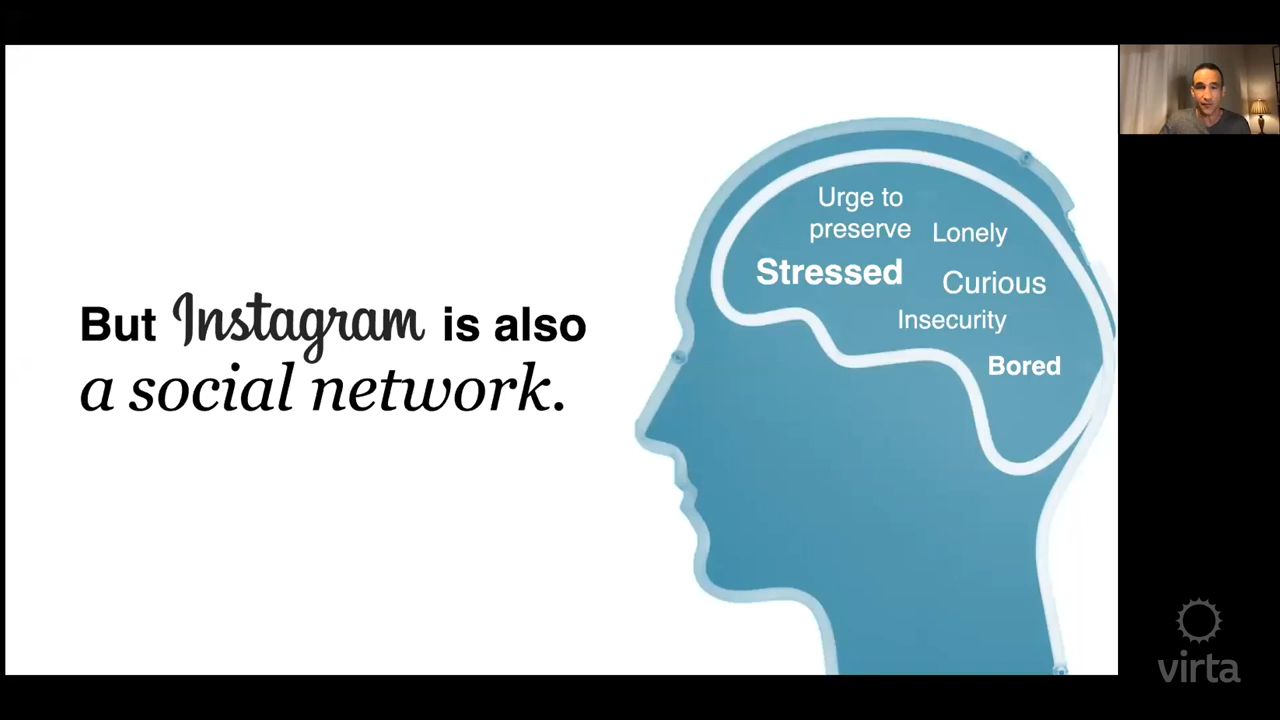 But Instagram is also
a social network.
Urge to
preserve
Lonely
Stressed
Curious
Insecurity
Bored
virta